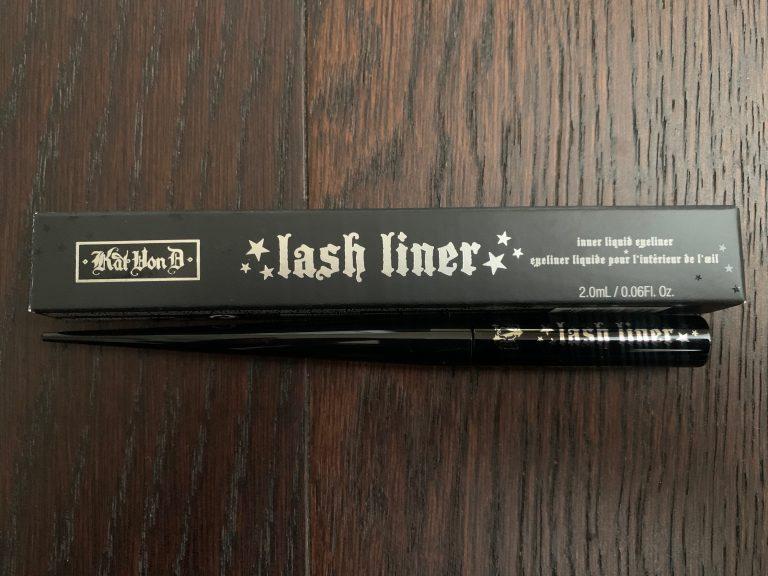 Kat Von D
lash liner
inner liquid eyeliner
eyeliner liquide pour l'intérieur de l'œil
2.0mL / 0.06Fl. Oz.
lash liner